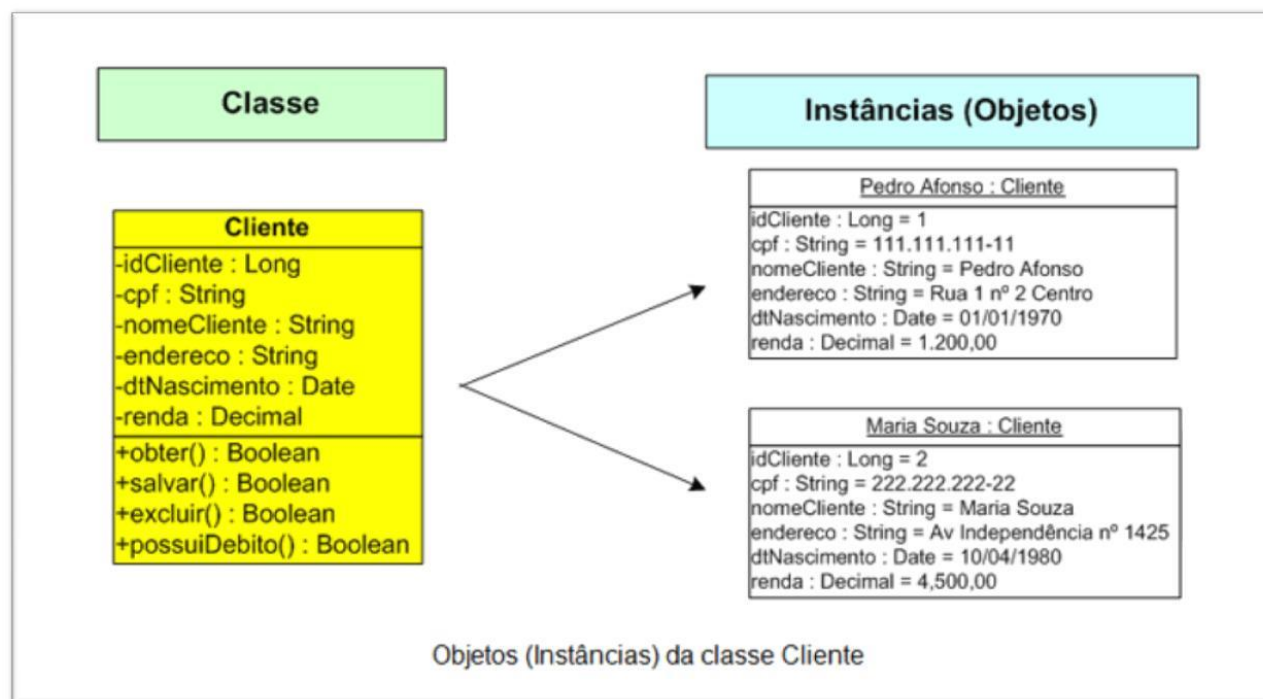 Classe
Cliente
-idCliente : Long
-cpf : String
-nomeCliente : String
-endereco : String
-dtNascimento : Date
-renda : Decimal
+obter() : Boolean
+salvar() : Boolean
+excluir() : Boolean
+possuiDebito() : Boolean
Instâncias (Objetos)
Pedro Afonso : Cliente
idCliente : Long = 1
cpf : String = 111.111.111-11
nomeCliente : String = Pedro Afonso
endereco : String = Rua 1 nº 2 Centro
dtNascimento : Date = 01/01/1970
renda : Decimal = 1.200,00
Maria Souza : Cliente
idCliente : Long = 2
cpf : String = 222.222.222-22
nomeCliente : String = Maria Souza
endereco : String = Av Independência nº 1425
dtNascimento : Date = 10/04/1980
renda : Decimal = 4,500,00
Objetos (Instâncias) da classe Cliente